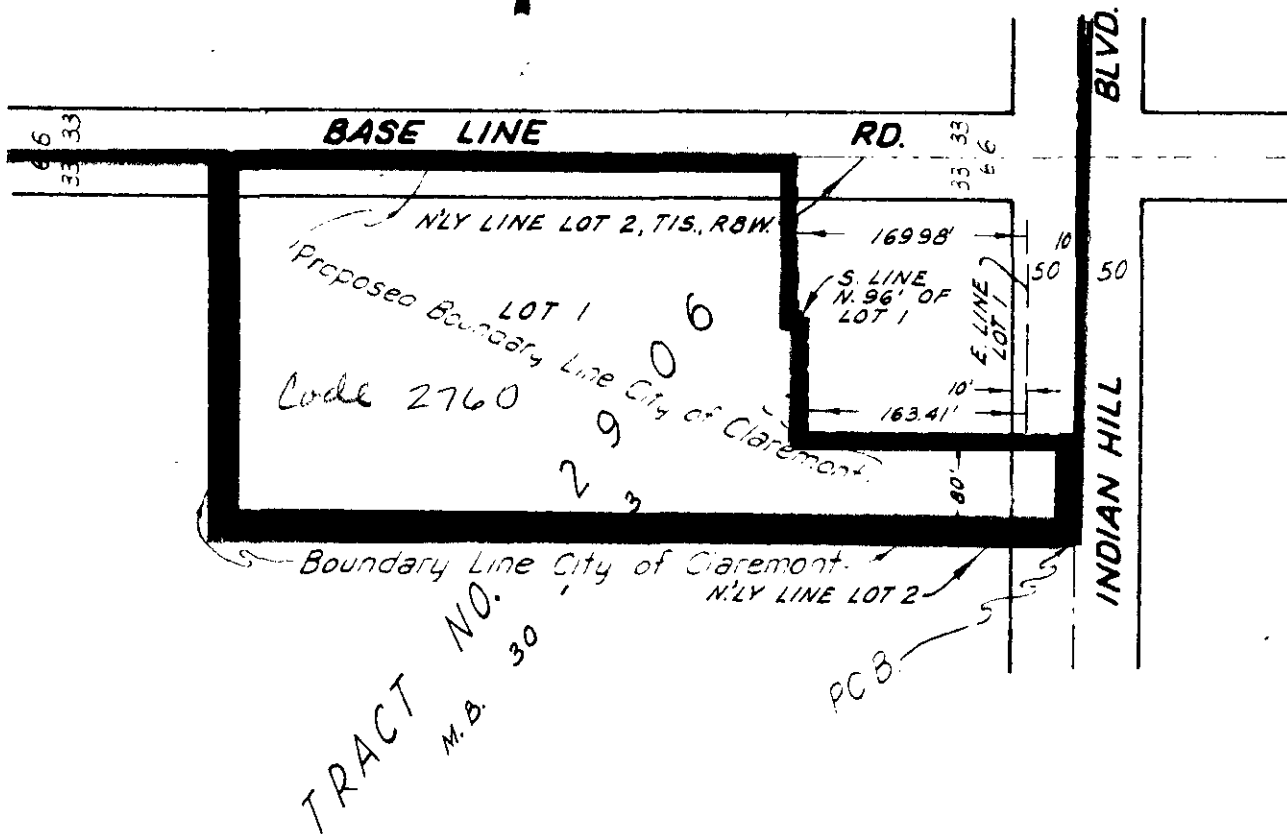 BLVD.
BASE LINE RD.
33
66
33
33
66
33
N'LY LINE LOT 2, T1S., R8W.
169.98'
10
50
50
Proposed Boundary Line City of Claremont.
S. LINE
N. 96' OF
LOT 1
E. LINE
LOT 1
LOT 1
Code 2760
10'
163.41'
80'
INDIAN HILL
Boundary Line City of Claremont.
N'LY LINE LOT 2
TRACT NO. 2906
M.B. 30
3